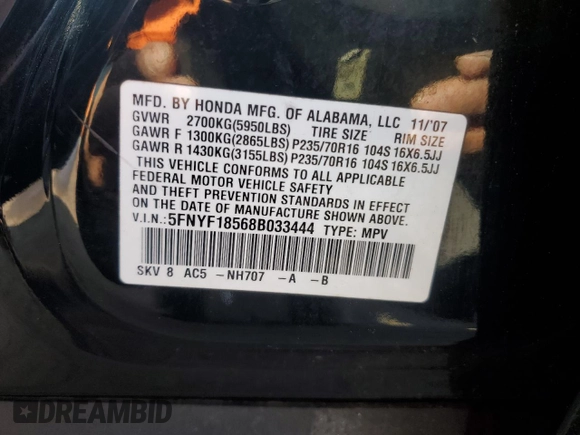 MFD. BY HONDA MFG. OF ALABAMA, LLC 11/'07
GVWR 2700KG(5950LBS) TIRE SIZE RIM SIZE
GAWR F 1300KG(2865LBS) P235/70R16 104S 16X6.5JJ
GAWR R 1430KG(3155LBS) P235/70R16 104S 16X6.5JJ
THIS VEHICLE CONFORMS TO ALL APPLICABLE
FEDERAL MOTOR VEHICLE SAFETY
AND THEFT PREVENTION STANDARDS IN EFFECT
ON THE DATE OF MANUFACTURE SHOWN ABOVE.
V.I.N.: 5FNYF18568B033444 TYPE: MPV
SKV 8 AC5 -NH707 -A -B
DREAMBID